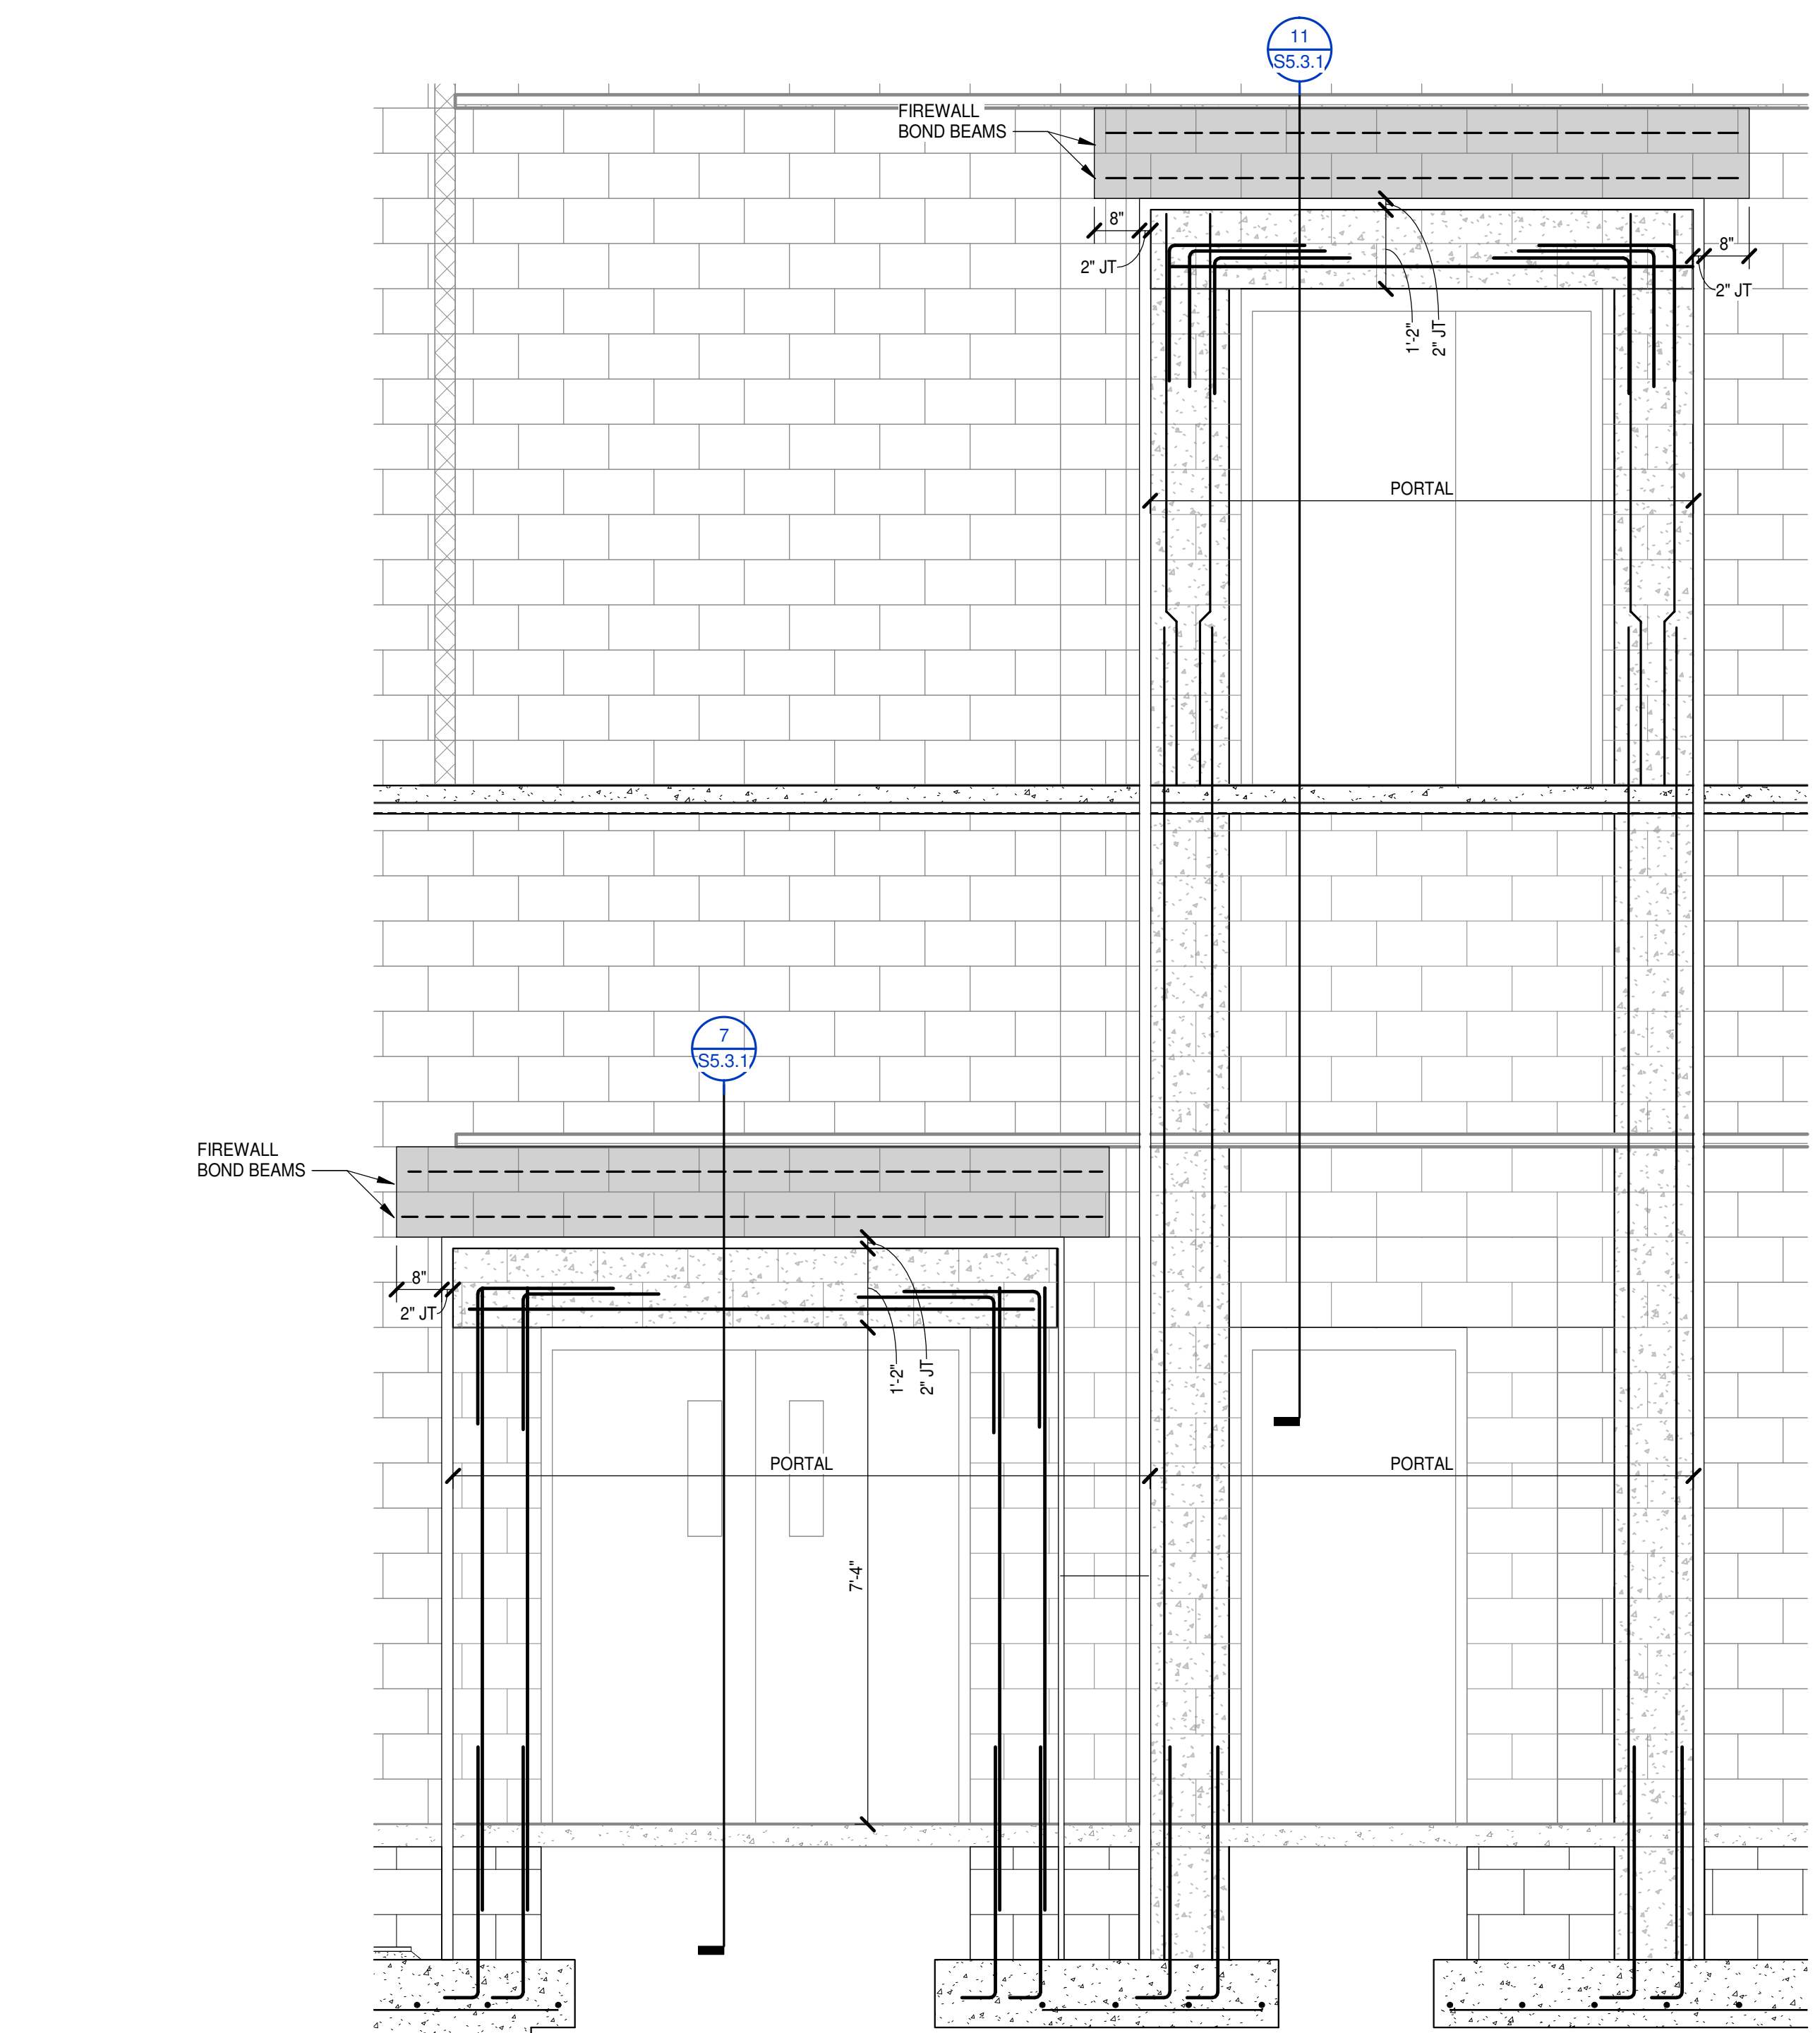 11
S5.3.1
FIREWALL
BOND BEAMS
8"
2" JT
8"
2" JT
1'-2"
2" JT
PORTAL
7
S5.3.1
FIREWALL
BOND BEAMS
8"
2" JT
1'-2"
2" JT
PORTAL
PORTAL
7'-4"